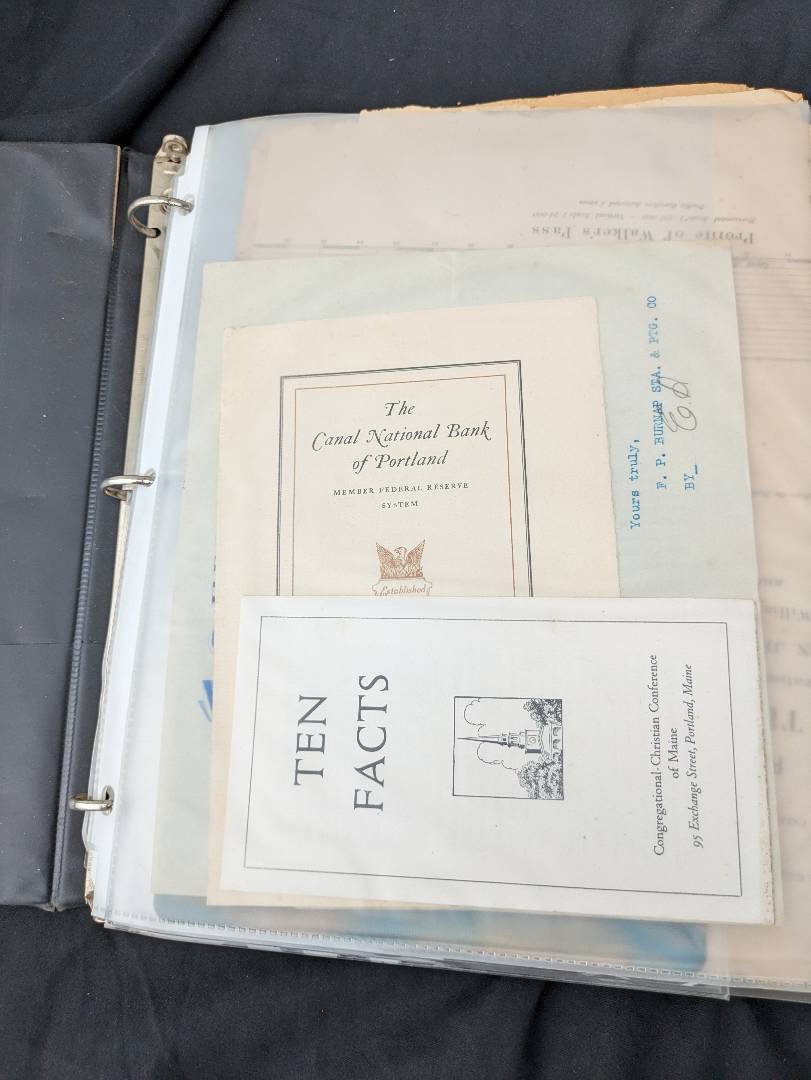 Profile of Walker's Pass
The
Canal National Bank
of Portland
MEMBER FEDERAL RESERVE
SYSTEM
Established
Yours truly,
F. P. BURNAP STA. & PTG. CO
BY_
TEN
FACTS
Congregational-Christian Conference
of Maine
95 Exchange Street, Portland, Maine